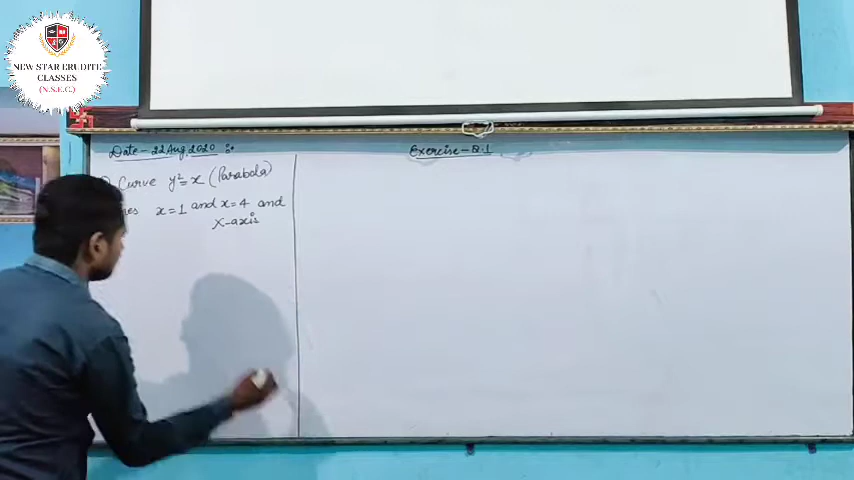 NEW STAR ERUDITE
CLASSES
(N.S.E.C.)
Date - 22 Aug 2020 :-
Exercise - 8.1
Curve y² = x (Parabola)
x = 1 and x = 4 and
X-axis